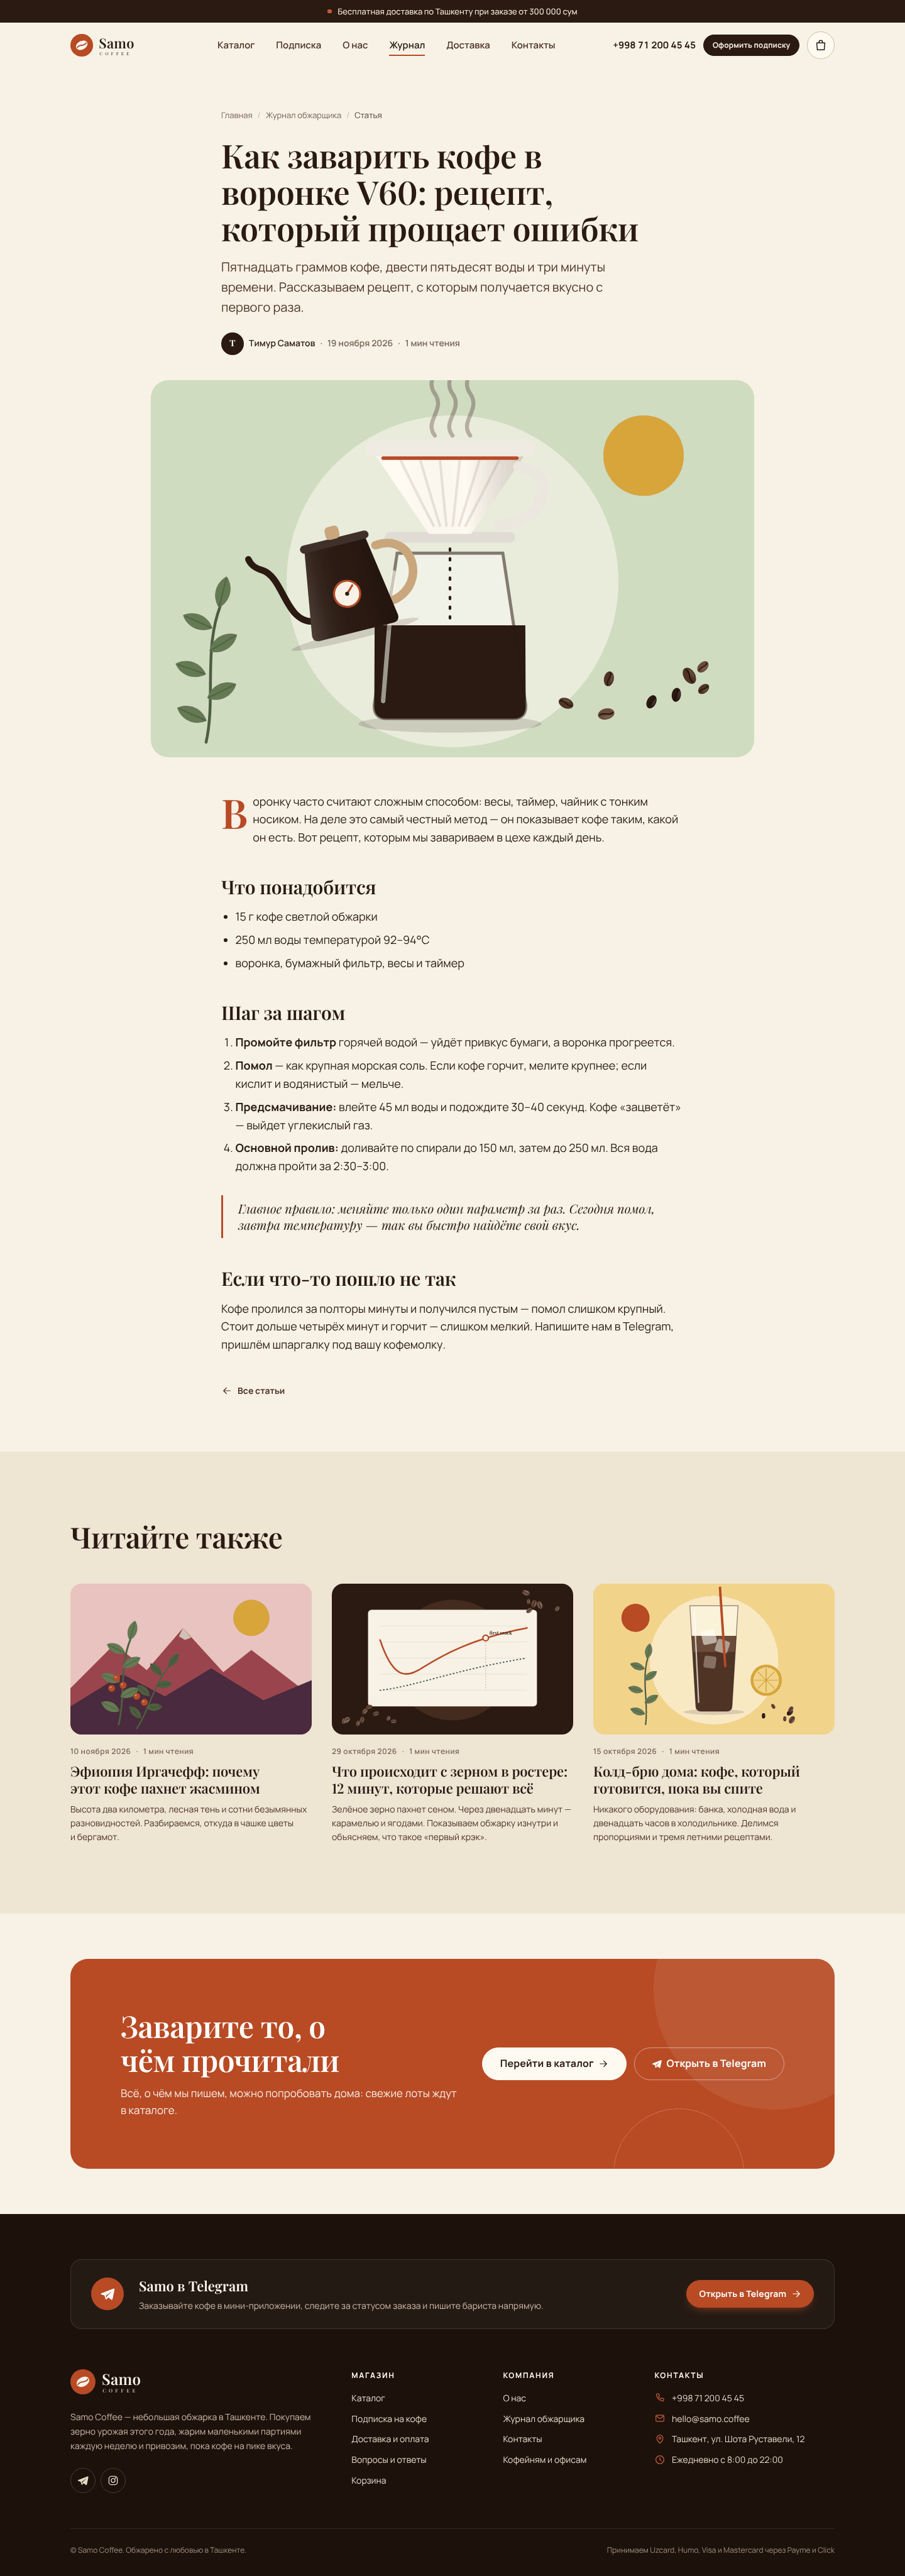 Бесплатная доставка по Ташкенту при заказе от 300 000 сум
Samo
COFFEE
Каталог
Подписка
О нас
Журнал
Доставка
Контакты
+998 71 200 45 45
Оформить подписку
Главная / Журнал обжарщика / Статья
Как заварить кофе в
воронке V60: рецепт,
который прощает ошибки
Пятнадцать граммов кофе, двести пятьдесят воды и три минуты
времени. Рассказываем рецепт, с которым получается вкусно с
первого раза.
Т
Тимур Саматов · 19 ноября 2026 · 1 мин чтения
Воронку часто считают сложным способом: весы, таймер, чайник с тонким
носиком. На деле это самый честный метод — он показывает кофе таким, какой
он есть. Вот рецепт, которым мы завариваем в цехе каждый день.
Что понадобится
• 15 г кофе светлой обжарки
• 250 мл воды температурой 92–94°C
• воронка, бумажный фильтр, весы и таймер
Шаг за шагом
1. Промойте фильтр горячей водой — уйдёт привкус бумаги, а воронка прогреется.
2. Помол — как крупная морская соль. Если кофе горчит, мелите крупнее; если
кислит и водянистый — мельче.
3. Предсмачивание: влейте 45 мл воды и подождите 30–40 секунд. Кофе «зацветёт»
— выйдет углекислый газ.
4. Основной пролив: доливайте по спирали до 150 мл, затем до 250 мл. Вся вода
должна пройти за 2:30–3:00.
Главное правило: меняйте только один параметр за раз. Сегодня помол,
завтра температуру — так вы быстро найдёте свой вкус.
Если что-то пошло не так
Кофе пролился за полторы минуты и получился пустым — помол слишком крупный.
Стоит дольше четырёх минут и горчит — слишком мелкий. Напишите нам в Telegram,
пришлём шпаргалку под вашу кофемолку.
← Все статьи
Читайте также
first crack
10 ноября 2026 · 1 мин чтения
Эфиопия Иргачефф: почему
этот кофе пахнет жасмином
Высота два километра, лесная тень и сотни безымянных
разновидностей. Разбираемся, откуда в чашке цветы
и бергамот.
29 октября 2026 · 1 мин чтения
Что происходит с зерном в ростере:
12 минут, которые решают всё
Зелёное зерно пахнет сеном. Через двенадцать минут —
карамелью и ягодами. Показываем обжарку изнутри и
объясняем, что такое «первый крэк».
15 октября 2026 · 1 мин чтения
Колд-брю дома: кофе, который
готовится, пока вы спите
Никакого оборудования: банка, холодная вода и
двенадцать часов в холодильнике. Делимся
пропорциями и тремя летними рецептами.
Заварите то, о
чём прочитали
Всё, о чём мы пишем, можно попробовать дома: свежие лоты ждут
в каталоге.
Перейти в каталог →
Открыть в Telegram
Samo в Telegram
Заказывайте кофе в мини-приложении, следите за статусом заказа и пишите бариста напрямую.
Открыть в Telegram →
Samo
COFFEE
Samo Coffee — небольшая обжарка в Ташкенте. Покупаем
зерно урожая этого года, жарим маленькими партиями
каждую неделю и привозим, пока кофе на пике вкуса.
МАГАЗИН
Каталог
Подписка на кофе
Доставка и оплата
Вопросы и ответы
Корзина
КОМПАНИЯ
О нас
Журнал обжарщика
Контакты
Кофейням и офисам
КОНТАКТЫ
+998 71 200 45 45
hello@samo.coffee
Ташкент, ул. Шота Руставели, 12
Ежедневно с 8:00 до 22:00
© Samo Coffee. Обжарено с любовью в Ташкенте.
Принимаем Uzcard, Humo, Visa и Mastercard через Payme и Click